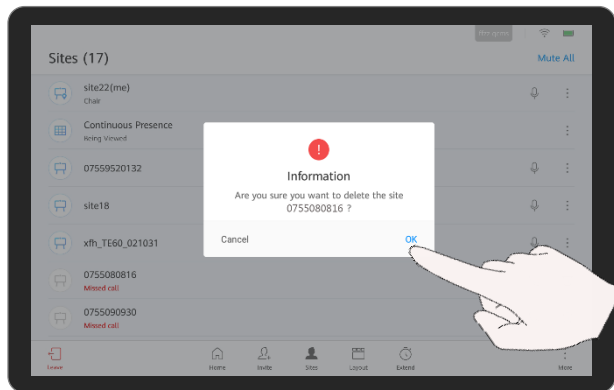 Sites (17)
Mute All
site22(me)
Chair
Continuous Presence
Being Viewed
07559520132
site18
xfh_TE60_021031
0755080816
Missed call
0755090930
Missed call
Information
Are you sure you want to delete the site
0755080816 ?
Cancel
OK
Leave
Home
Invite
Sites
Layout
Extend
More